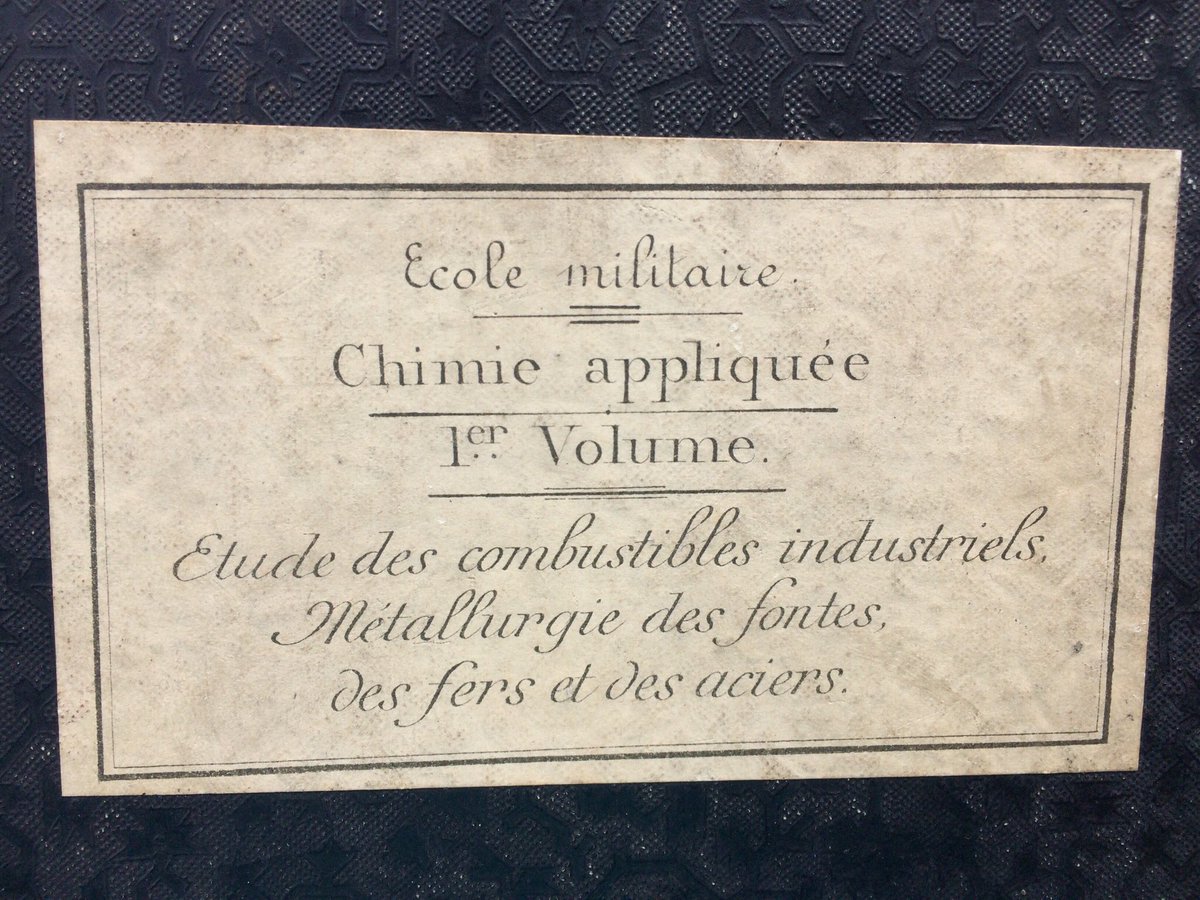 Ecole militaire.
Chimie appliquée
1er Volume.
Etude des combustibles industriels,
Métallurgie des fontes,
des fers et des aciers.